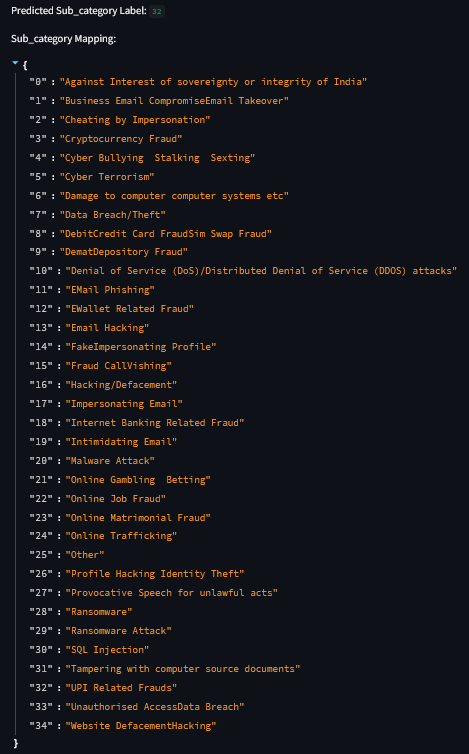 Predicted Sub_category Label: 32
Sub_category Mapping:
{
"0" : "Against Interest of sovereignty or integrity of India"
"1" : "Business Email CompromiseEmail Takeover"
"2" : "Cheating by Impersonation"
"3" : "Cryptocurrency Fraud"
"4" : "Cyber Bullying  Stalking  Sexting"
"5" : "Cyber Terrorism"
"6" : "Damage to computer computer systems etc"
"7" : "Data Breach/Theft"
"8" : "DebitCredit Card FraudSim Swap Fraud"
"9" : "DematDepository Fraud"
"10" : "Denial of Service (DoS)/Distributed Denial of Service (DDOS) attacks"
"11" : "EMail Phishing"
"12" : "EWallet Related Fraud"
"13" : "Email Hacking"
"14" : "FakeImpersonating Profile"
"15" : "Fraud CallVishing"
"16" : "Hacking/Defacement"
"17" : "Impersonating Email"
"18" : "Internet Banking Related Fraud"
"19" : "Intimidating Email"
"20" : "Malware Attack"
"21" : "Online Gambling  Betting"
"22" : "Online Job Fraud"
"23" : "Online Matrimonial Fraud"
"24" : "Online Trafficking"
"25" : "Other"
"26" : "Profile Hacking Identity Theft"
"27" : "Provocative Speech for unlawful acts"
"28" : "Ransomware"
"29" : "Ransomware Attack"
"30" : "SQL Injection"
"31" : "Tampering with computer source documents"
"32" : "UPI Related Frauds"
"33" : "Unauthorised AccessData Breach"
"34" : "Website DefacementHacking"
}